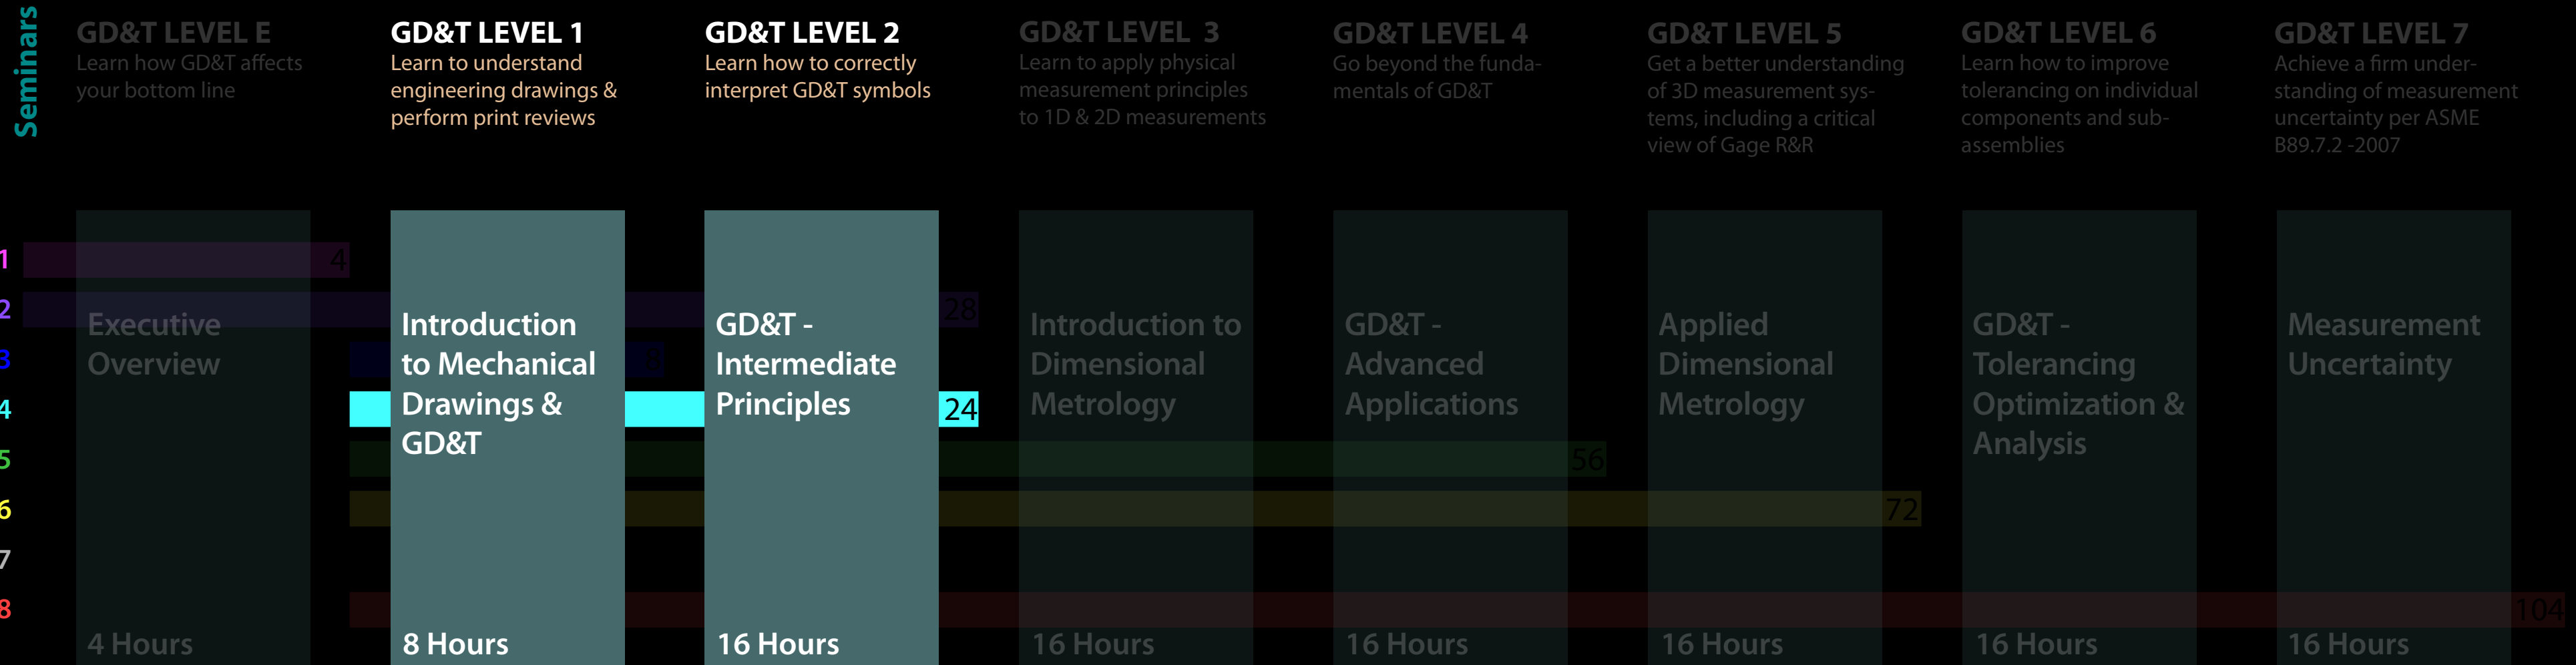 Seminars
GD&T LEVEL E
Learn how GD&T affects
your bottom line
GD&T LEVEL 1
Learn to understand
engineering drawings &
perform print reviews
GD&T LEVEL 2
Learn how to correctly
interpret GD&T symbols
GD&T LEVEL 3
Learn to apply physical
measurement principles
to 1D & 2D measurements
GD&T LEVEL 4
Go beyond the funda-
mentals of GD&T
GD&T LEVEL 5
Get a better understanding
of 3D measurement sys-
tems, including a critical
view of Gage R&R
GD&T LEVEL 6
Learn how to improve
tolerancing on individual
components and sub-
assemblies
GD&T LEVEL 7
Achieve a firm under-
standing of measurement
uncertainty per ASME
B89.7.2 -2007
1
2
3
4
5
6
7
8
4
28
8
24
56
72
104
Executive
Overview
4 Hours
Introduction
to Mechanical
Drawings &
GD&T
8 Hours
GD&T -
Intermediate
Principles
16 Hours
Introduction to
Dimensional
Metrology
16 Hours
GD&T -
Advanced
Applications
16 Hours
Applied
Dimensional
Metrology
16 Hours
GD&T -
Tolerancing
Optimization &
Analysis
16 Hours
Measurement
Uncertainty
16 Hours